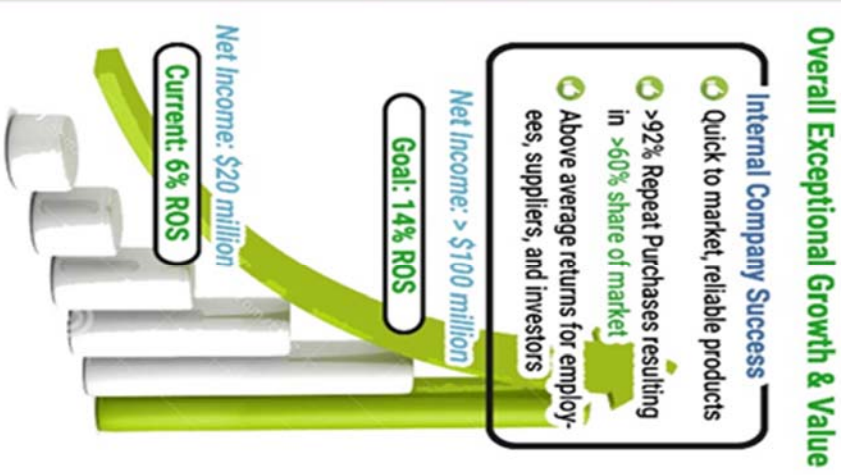 Overall Exceptional Growth & Value
Internal Company Success
Quick to market, reliable products
>92% Repeat Purchases resulting
in >60% share of market
Above average returns for employ-
ees, suppliers, and investors
Net Income: > $100 million
Goal: 14% ROS
Net Income: $20 million
Current: 6% ROS